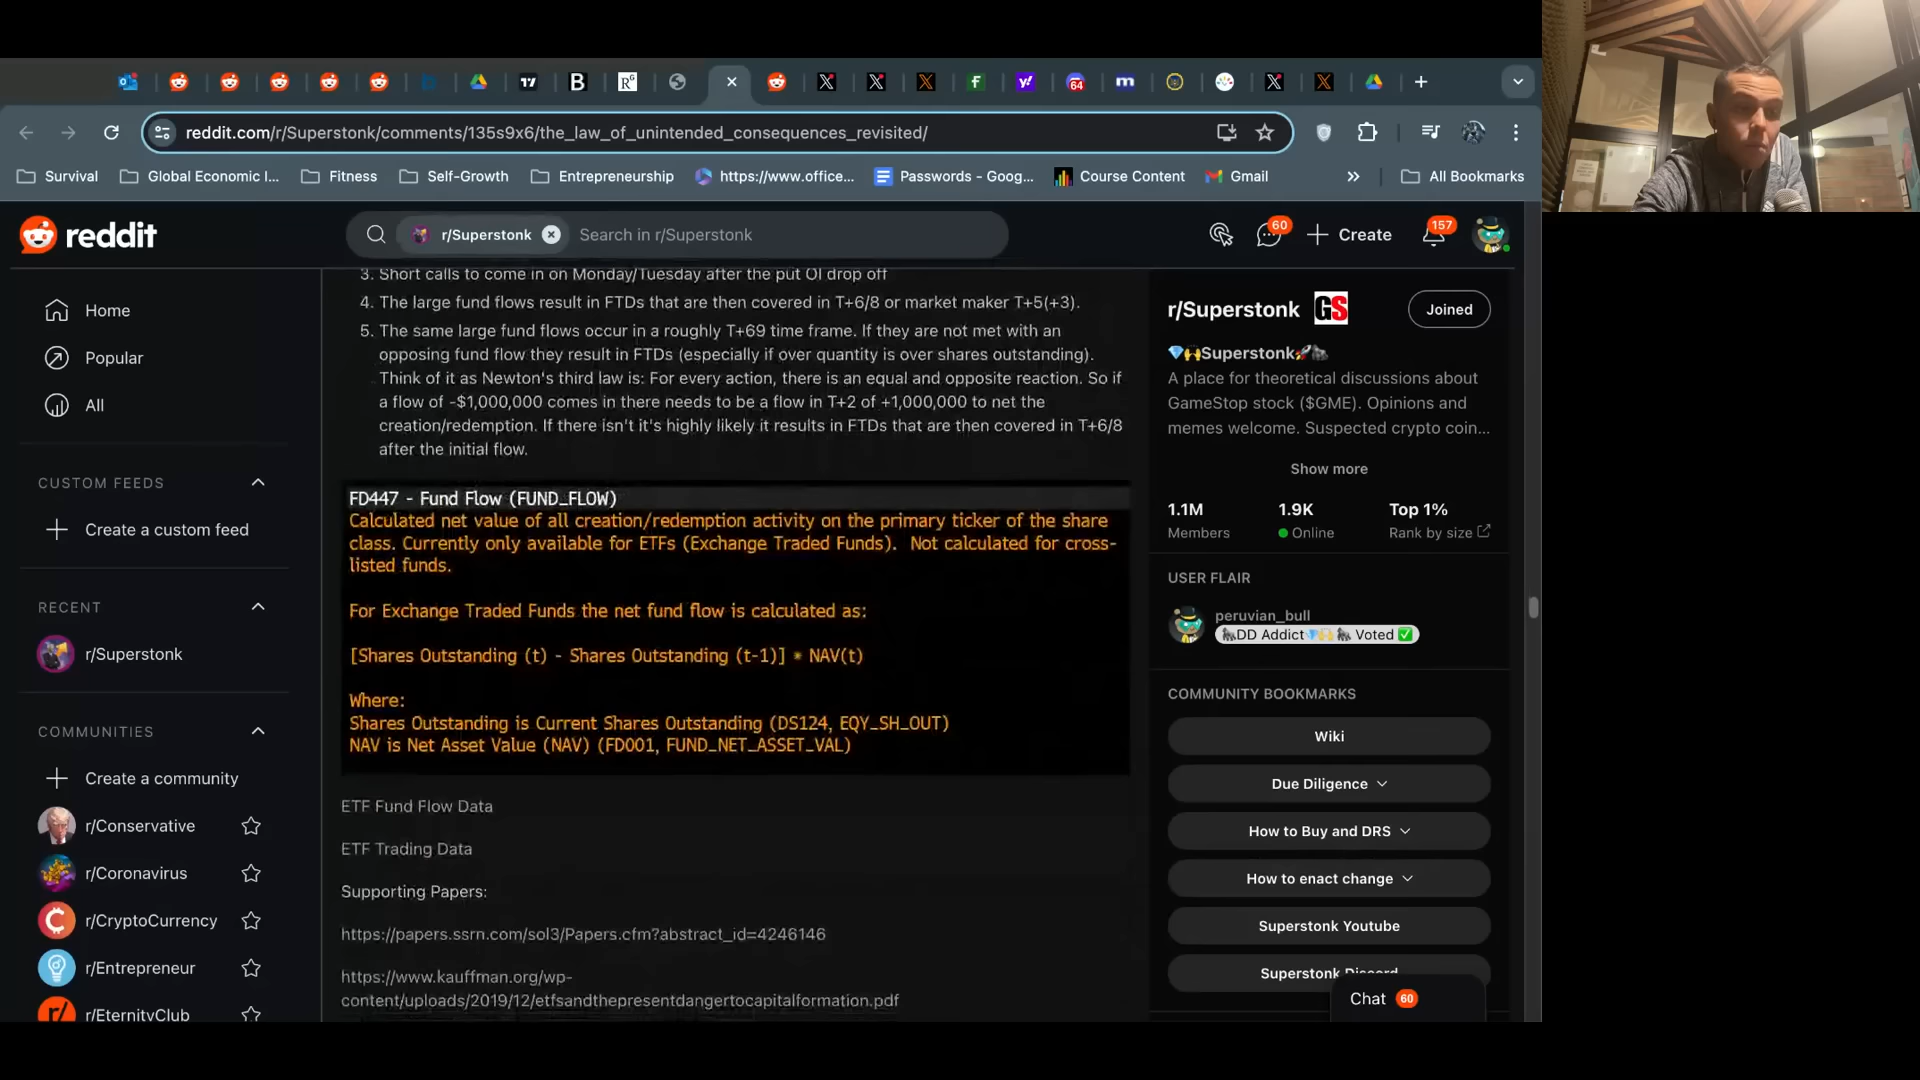 64
reddit.com/r/Superstonk/comments/135s9x6/the_law_of_unintended_consequences_revisited/
Survival
Global Economic I...
Fitness
Self-Growth
Entrepreneurship
https://www.office...
Passwords - Goog...
Course Content
Gmail
All Bookmarks
reddit
r/Superstonk
Search in r/Superstonk
60
Create
157
Home
Popular
All
CUSTOM FEEDS
Create a custom feed
RECENT
r/Superstonk
COMMUNITIES
Create a community
r/Conservative
r/Coronavirus
r/CryptoCurrency
r/Entrepreneur
r/EternityClub
3. Short calls to come in on Monday/Tuesday after the put OI drop off
4. The large fund flows result in FTDs that are then covered in T+6/8 or market maker T+5(+3).
5. The same large fund flows occur in a roughly T+69 time frame. If they are not met with an
opposing fund flow they result in FTDs (especially if over quantity is over shares outstanding).
Think of it as Newton's third law is: For every action, there is an equal and opposite reaction. So if
a flow of -$1,000,000 comes in there needs to be a flow in T+2 of +1,000,000 to net the
creation/redemption. If there isn't it's highly likely it results in FTDs that are then covered in T+6/8
after the initial flow.
FD447 - Fund Flow (FUND_FLOW)
Calculated net value of all creation/redemption activity on the primary ticker of the share
class. Currently only available for ETFs (Exchange Traded Funds). Not calculated for cross-
listed funds.
For Exchange Traded Funds the net fund flow is calculated as:
[Shares Outstanding (t) - Shares Outstanding (t-1)] * NAV(t)
Where:
Shares Outstanding is Current Shares Outstanding (DS124, EQY_SH_OUT)
NAV is Net Asset Value (NAV) (FD001, FUND_NET_ASSET_VAL)
ETF Fund Flow Data
ETF Trading Data
Supporting Papers:
https://papers.ssrn.com/sol3/Papers.cfm?abstract_id=4246146
https://www.kauffman.org/wp-
content/uploads/2019/12/etfsandthepresentdangertocapitalformation.pdf
r/Superstonk GS
Joined
💎🙌Superstonk🚀🦍
A place for theoretical discussions about
GameStop stock ($GME). Opinions and
memes welcome. Suspected crypto coin...
Show more
1.1M 1.9K Top 1%
Members Online Rank by size
USER FLAIR
peruvian_bull
🦍DD Addict💎🙌🦍 Voted ✅
COMMUNITY BOOKMARKS
Wiki
Due Diligence
How to Buy and DRS
How to enact change
Superstonk Youtube
Superstonk Discord
Chat 60